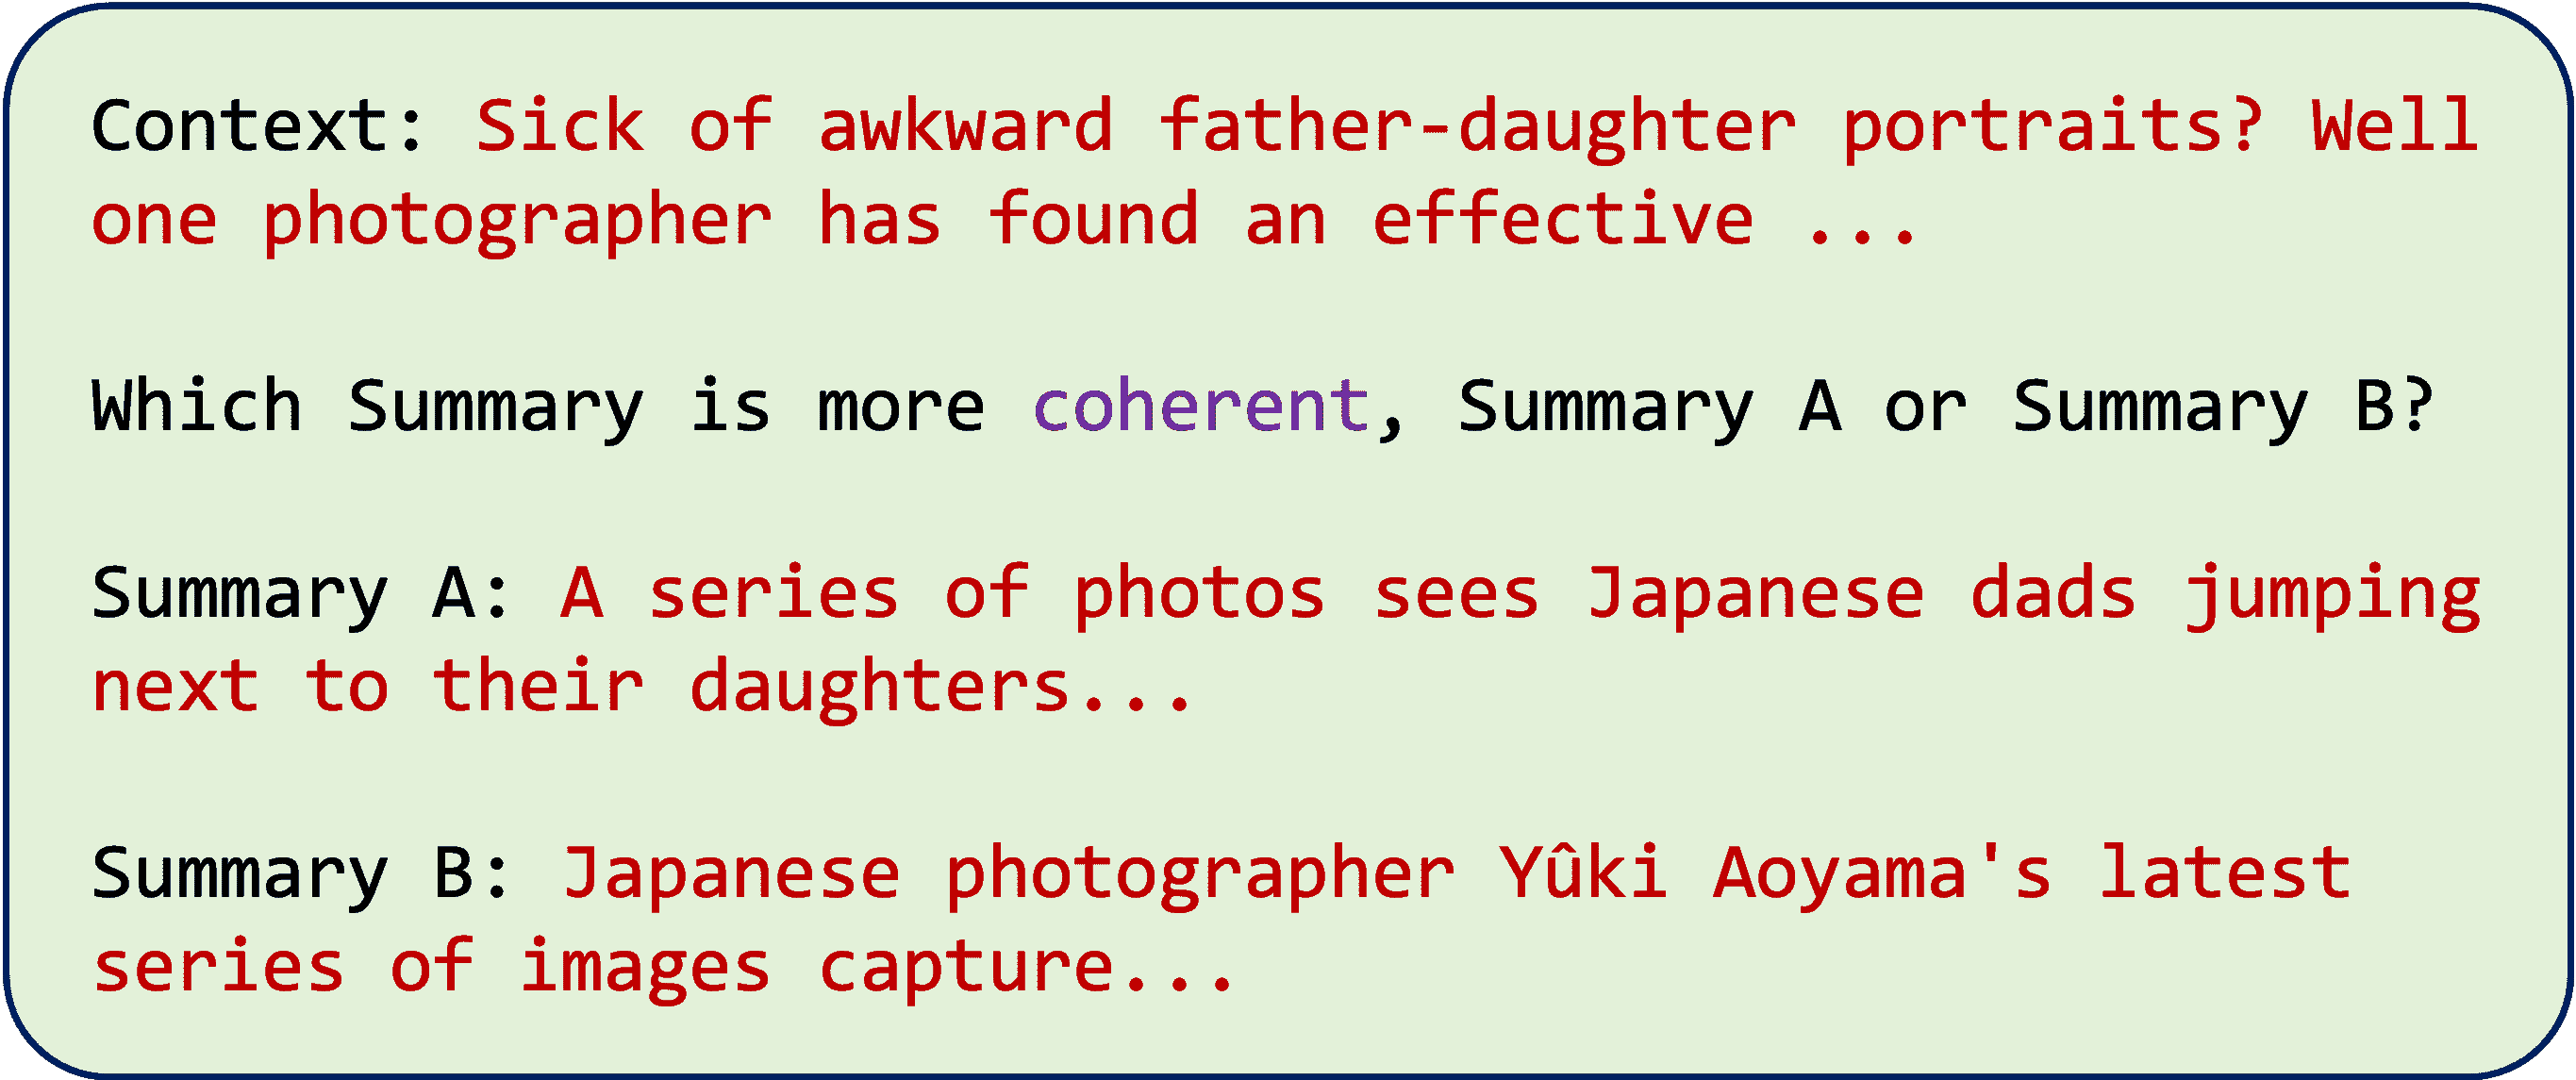 Context: Sick of awkward father-daughter portraits? Well
one photographer has found an effective ...
Which Summary is more coherent, Summary A or Summary B?
Summary A: A series of photos sees Japanese dads jumping
next to their daughters...
Summary B: Japanese photographer Yûki Aoyama's latest
series of images capture...